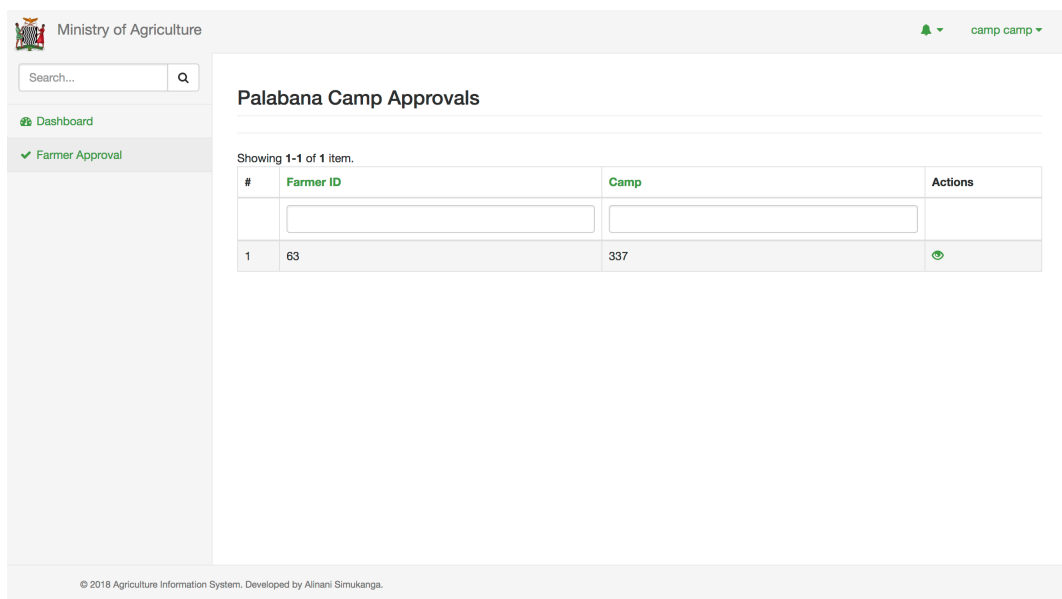 Ministry of Agriculture
camp camp
Search...
Dashboard
Farmer Approval
Palabana Camp Approvals
Showing 1-1 of 1 item.
# Farmer ID Camp Actions
1 63 337
© 2018 Agriculture Information System. Developed by Alinani Simukanga.